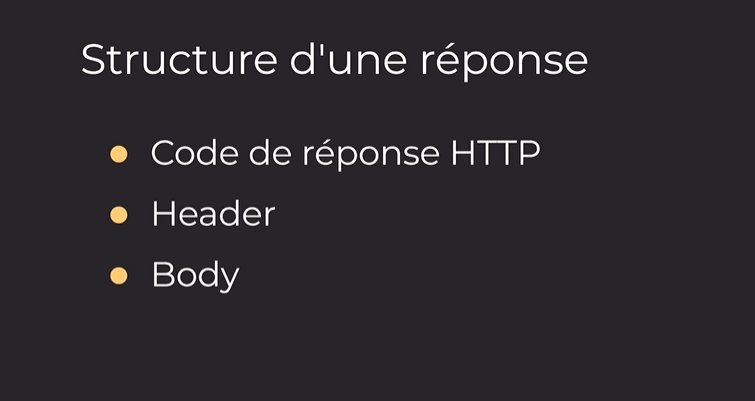 Structure d'une réponse
Code de réponse HTTP
Header
Body